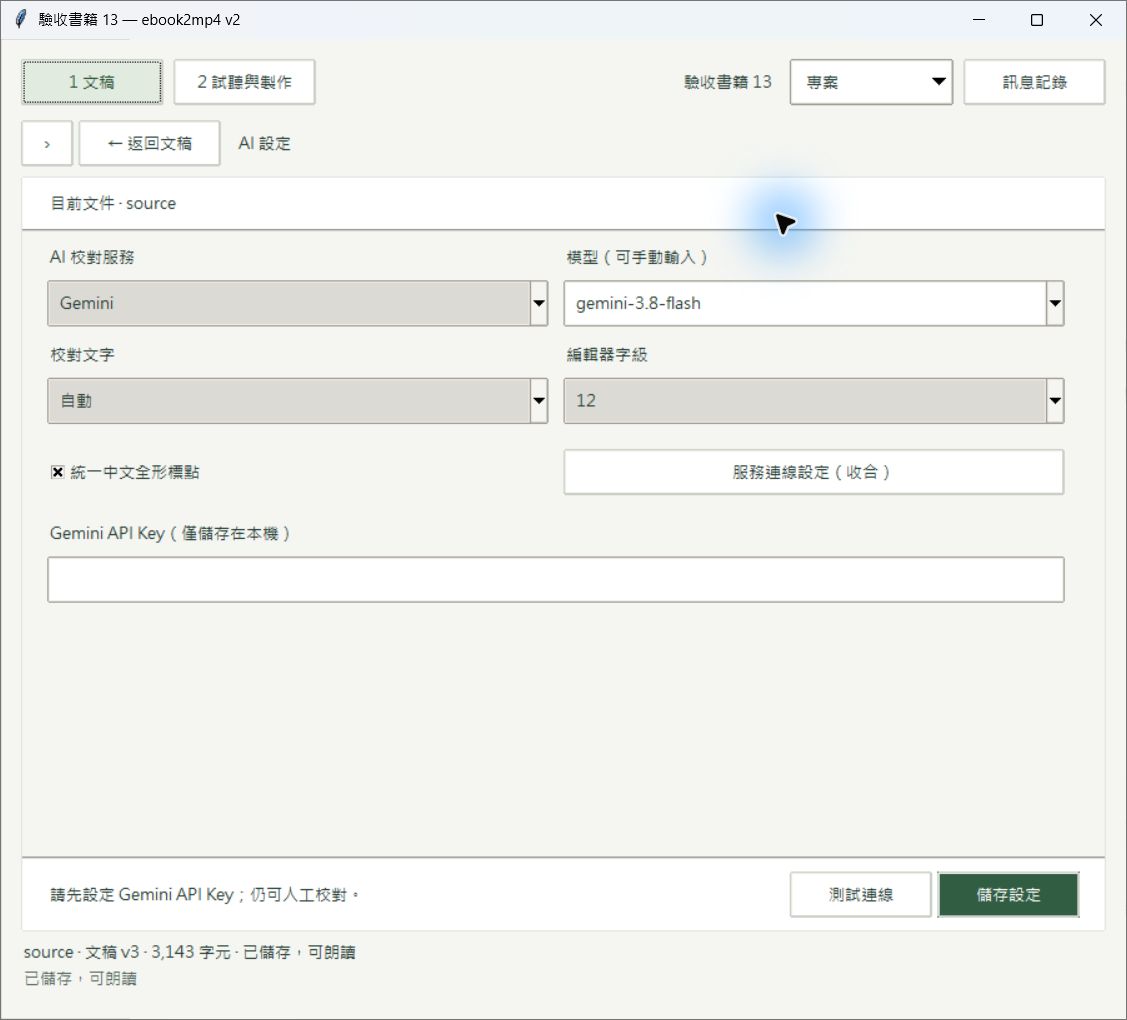 驗收書籍 13 — ebook2mp4 v2
1 文稿
2 試聽與製作
驗收書籍 13
專案
訊息記錄
›
← 返回文稿
AI 設定
目前文件 · source
AI 校對服務
模型（可手動輸入）
Gemini
gemini-3.8-flash
校對文字
編輯器字級
自動
12
統一中文全形標點
服務連線設定（收合）
Gemini API Key（僅儲存在本機）
請先設定 Gemini API Key；仍可人工校對。
測試連線
儲存設定
source · 文稿 v3 · 3,143 字元 · 已儲存，可朗讀
已儲存，可朗讀